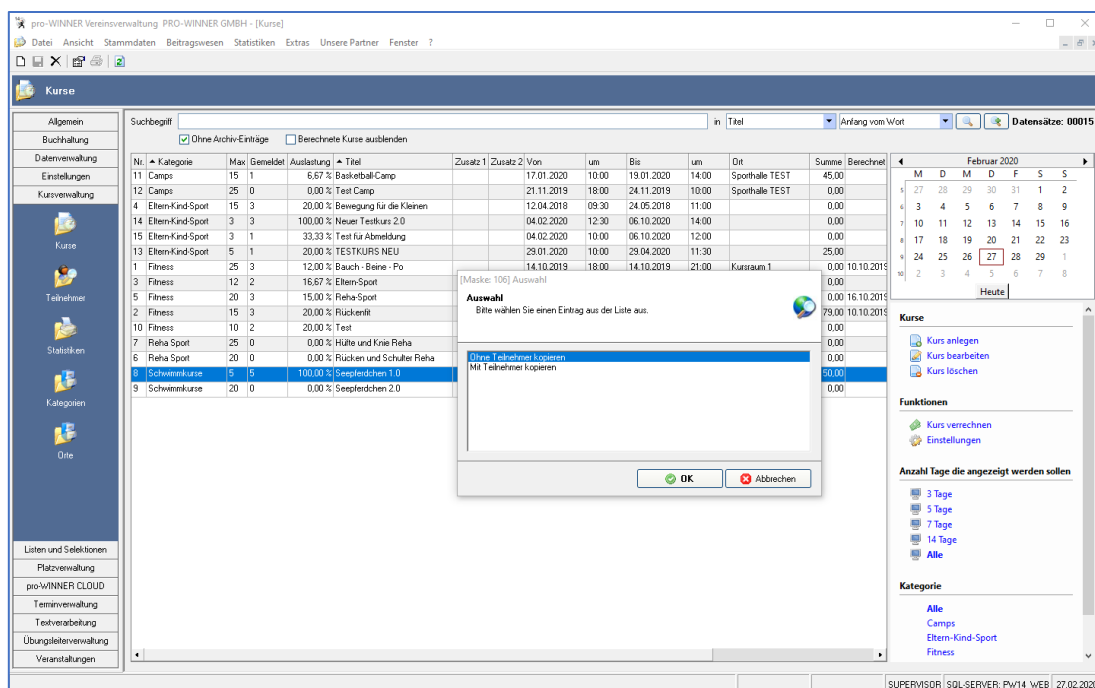 pro-WINNER Vereinsverwaltung PRO-WINNER GMBH - [Kurse]
Datei Ansicht Stammdaten Beitragswesen Statistiken Extras Unsere Partner Fenster ?
Kurse
Allgemein
Buchhaltung
Datenverwaltung
Einstellungen
Kursverwaltung
Kurse
Teilnehmer
Statistiken
Kategorien
Orte
Listen und Selektionen
Platzverwaltung
pro-WINNER CLOUD
Terminverwaltung
Textverarbeitung
Übungsleiterverwaltung
Veranstaltungen
Suchbegriff in Titel Anfang vom Wort Datensätze: 00015
Ohne Archiv-Einträge Berechnete Kurse ausblenden
Nr. Kategorie Max Gemeldet Auslastung Titel Zusatz 1 Zusatz 2 Von um Bis um Ort Summe Berechnet
11 Camps 15 1 6,67 % Basketball-Camp 17.01.2020 10:00 19.01.2020 14:00 Sporthalle TEST 45,00
12 Camps 25 0 0,00 % Test Camp 21.11.2019 18:00 24.11.2019 10:00 Sporthalle TEST 0,00
4 Eltern-Kind-Sport 15 3 20,00 % Bewegung für die Kleinen 12.04.2018 09:30 24.05.2018 11:00 0,00
14 Eltern-Kind-Sport 3 3 100,00 % Neuer Testkurs 2.0 04.02.2020 12:30 06.10.2020 14:00 0,00
15 Eltern-Kind-Sport 3 1 33,33 % Test für Abmeldung 04.02.2020 10:00 06.10.2020 12:00 0,00
13 Eltern-Kind-Sport 5 1 20,00 % TESTKURS NEU 29.01.2020 10:00 29.04.2020 11:30 25,00
1 Fitness 25 3 12,00 % Bauch - Beine - Po 14.10.2019 18:00 14.10.2019 21:00 Kursraum 1 0,00 10.10.2019
3 Fitness 12 2 16,67 % Eltern-Sport 0,00
5 Fitness 20 3 15,00 % Reha-Sport 0,00 16.10.2019
2 Fitness 15 3 20,00 % Rückenfit 79,00 10.10.2019
10 Fitness 10 2 20,00 % Test 0,00
7 Reha Sport 25 0 0,00 % Hüfte und Knie Reha 0,00
6 Reha Sport 20 0 0,00 % Rücken und Schulter Reha 0,00
8 Schwimmkurse 5 5 100,00 % Seepferdchen 1.0 50,00
9 Schwimmkurse 20 0 0,00 % Seepferdchen 2.0 0,00
[Maske: 106] Auswahl
Auswahl
Bitte wählen Sie einen Eintrag aus der Liste aus.
Ohne Teilnehmer kopieren
Mit Teilnehmer kopieren
OK Abbrechen
Februar 2020
M D M D F S S
5 27 28 29 30 31 1 2
6 3 4 5 6 7 8 9
7 10 11 12 13 14 15 16
8 17 18 19 20 21 22 23
9 24 25 26 27 28 29 1
10 2 3 4 5 6 7 8
Heute
Kurse
Kurs anlegen
Kurs bearbeiten
Kurs löschen
Funktionen
Kurs verrechnen
Einstellungen
Anzahl Tage die angezeigt werden sollen
3 Tage
5 Tage
7 Tage
14 Tage
Alle
Kategorie
Alle
Camps
Eltern-Kind-Sport
Fitness
SUPERVISOR SQL-SERVER: PW14_WEB 27.02.2020